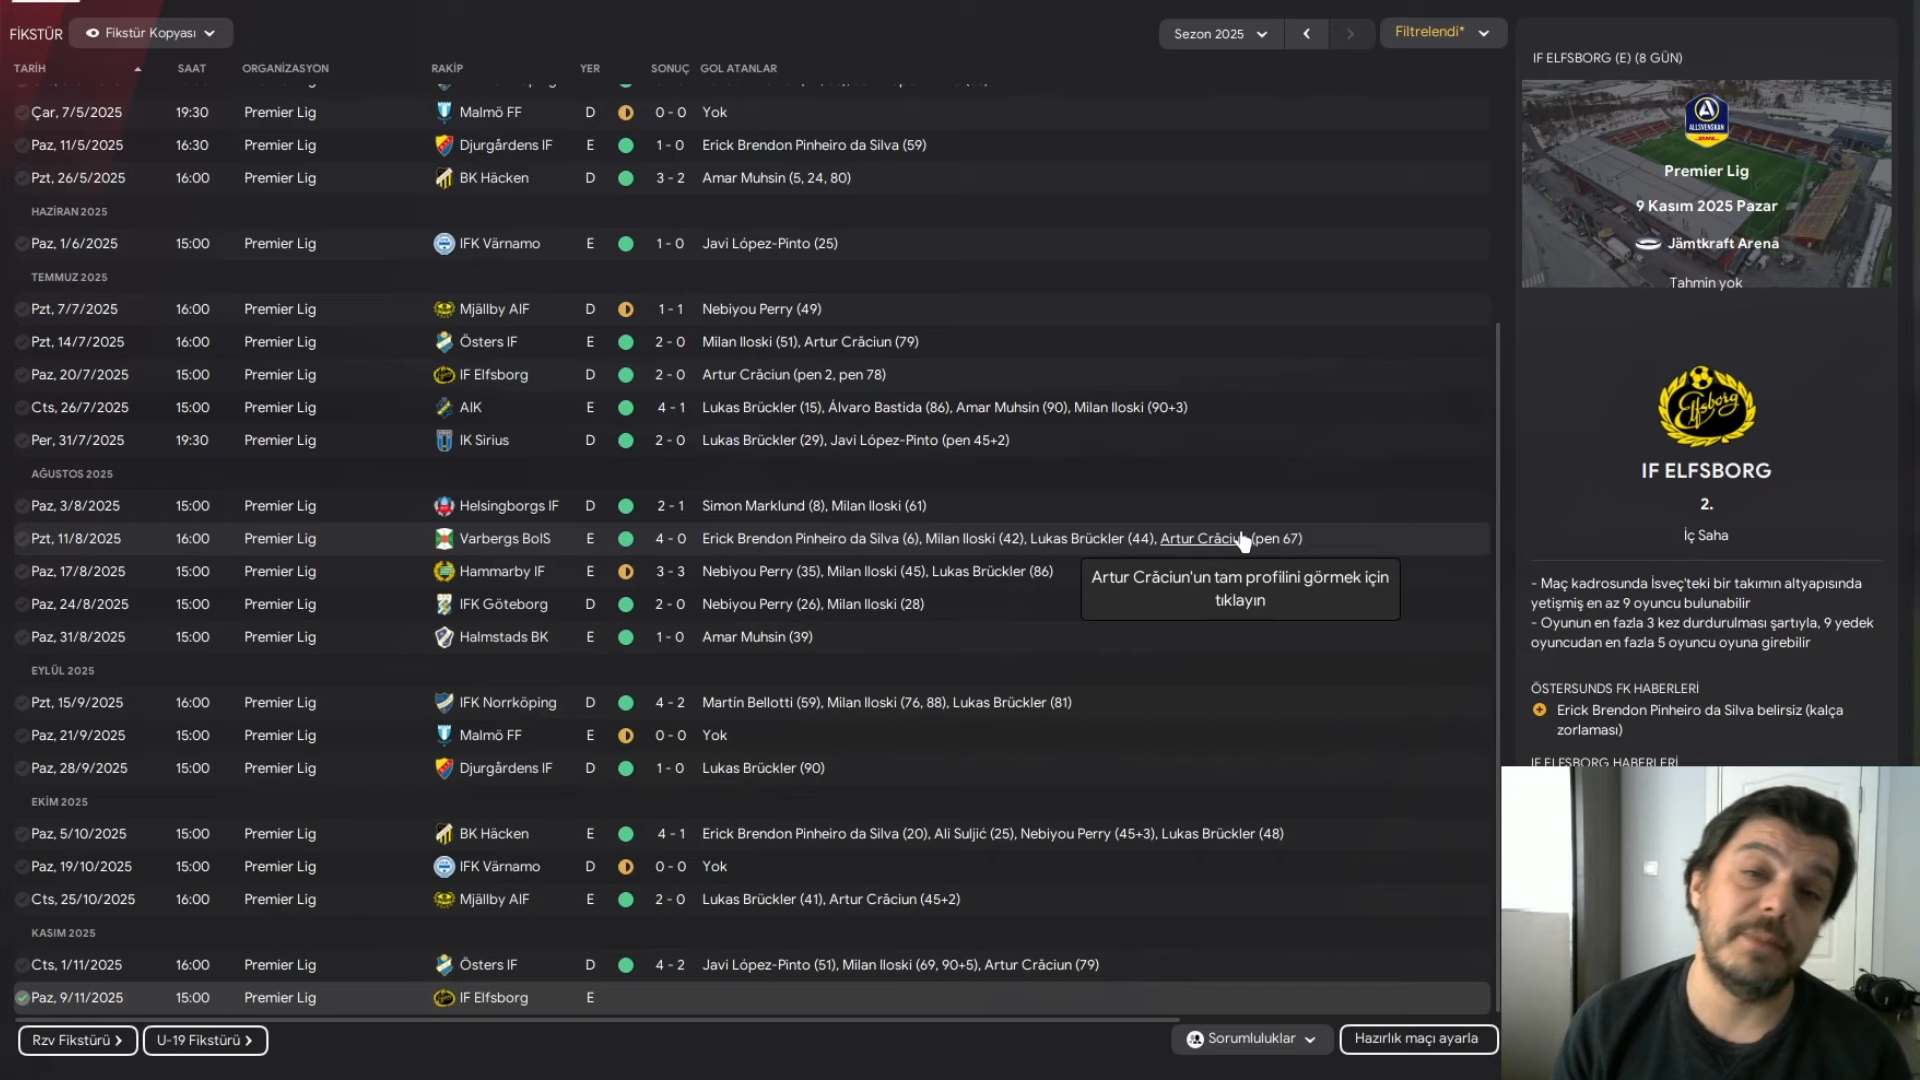 FİKSTÜR
Fikstür Kopyası
Sezon 2025
Filtrelendi*
TARİH SAAT ORGANİZASYON RAKİP YER SONUÇ GOL ATANLAR
Çar, 7/5/2025 19:30 Premier Lig Malmö FF D 0 - 0 Yok
Paz, 11/5/2025 16:30 Premier Lig Djurgårdens IF E 1 - 0 Erick Brendon Pinheiro da Silva (59)
Pzt, 26/5/2025 16:00 Premier Lig BK Häcken D 3 - 2 Amar Muhsin (5, 24, 80)
HAZİRAN 2025
Paz, 1/6/2025 15:00 Premier Lig IFK Värnamo E 1 - 0 Javi López-Pinto (25)
TEMMUZ 2025
Pzt, 7/7/2025 16:00 Premier Lig Mjällby AIF D 1 - 1 Nebiyou Perry (49)
Pzt, 14/7/2025 16:00 Premier Lig Östers IF E 2 - 0 Milan Iloski (51), Artur Crăciun (79)
Paz, 20/7/2025 15:00 Premier Lig IF Elfsborg D 2 - 0 Artur Crăciun (pen 2, pen 78)
Cts, 26/7/2025 15:00 Premier Lig AIK E 4 - 1 Lukas Brückler (15), Álvaro Bastida (86), Amar Muhsin (90), Milan Iloski (90+3)
Per, 31/7/2025 19:30 Premier Lig IK Sirius D 2 - 0 Lukas Brückler (29), Javi López-Pinto (pen 45+2)
AĞUSTOS 2025
Paz, 3/8/2025 15:00 Premier Lig Helsingborgs IF D 2 - 1 Simon Marklund (8), Milan Iloski (61)
Pzt, 11/8/2025 16:00 Premier Lig Varbergs BoIS E 4 - 0 Erick Brendon Pinheiro da Silva (6), Milan Iloski (42), Lukas Brückler (44), Artur Crăciun (pen 67)
Paz, 17/8/2025 15:00 Premier Lig Hammarby IF E 3 - 3 Nebiyou Perry (35), Milan Iloski (45), Lukas Brückler (86)
Artur Crăciun'un tam profilini görmek için
tıklayın
Paz, 24/8/2025 15:00 Premier Lig IFK Göteborg D 2 - 0 Nebiyou Perry (26), Milan Iloski (28)
Paz, 31/8/2025 15:00 Premier Lig Halmstads BK E 1 - 0 Amar Muhsin (39)
EYLÜL 2025
Pzt, 15/9/2025 16:00 Premier Lig IFK Norrköping D 4 - 2 Martín Bellotti (59), Milan Iloski (76, 88), Lukas Brückler (81)
Paz, 21/9/2025 15:00 Premier Lig Malmö FF E 0 - 0 Yok
Paz, 28/9/2025 15:00 Premier Lig Djurgårdens IF D 1 - 0 Lukas Brückler (90)
EKİM 2025
Paz, 5/10/2025 15:00 Premier Lig BK Häcken E 4 - 1 Erick Brendon Pinheiro da Silva (20), Ali Suljić (25), Nebiyou Perry (45+3), Lukas Brückler (48)
Paz, 19/10/2025 15:00 Premier Lig IFK Värnamo D 0 - 0 Yok
Cts, 25/10/2025 16:00 Premier Lig Mjällby AIF E 2 - 0 Lukas Brückler (41), Artur Crăciun (45+2)
KASIM 2025
Cts, 1/11/2025 16:00 Premier Lig Östers IF D 4 - 2 Javi López-Pinto (51), Milan Iloski (69, 90+5), Artur Crăciun (79)
Paz, 9/11/2025 15:00 Premier Lig IF Elfsborg E
Rzv Fikstürü
U-19 Fikstürü
Sorumluluklar
Hazırlık maçı ayarla
IF ELFSBORG (E) (8 GÜN)
ALLSVENSKAN
Premier Lig
9 Kasım 2025 Pazar
Jämtkraft Arena
Tahmin yok
Elfsborg
IF ELFSBORG
2.
İç Saha
- Maç kadrosunda İsveç'teki bir takımın altyapısında
yetişmiş en az 9 oyuncu bulunabilir
- Oyunun en fazla 3 kez durdurulması şartıyla, 9 yedek
oyuncudan en fazla 5 oyuncu oyuna girebilir
ÖSTERSUNDS FK HABERLERİ
Erick Brendon Pinheiro da Silva belirsiz (kalça
zorlaması)
IF ELFSBORG HABERLERİ